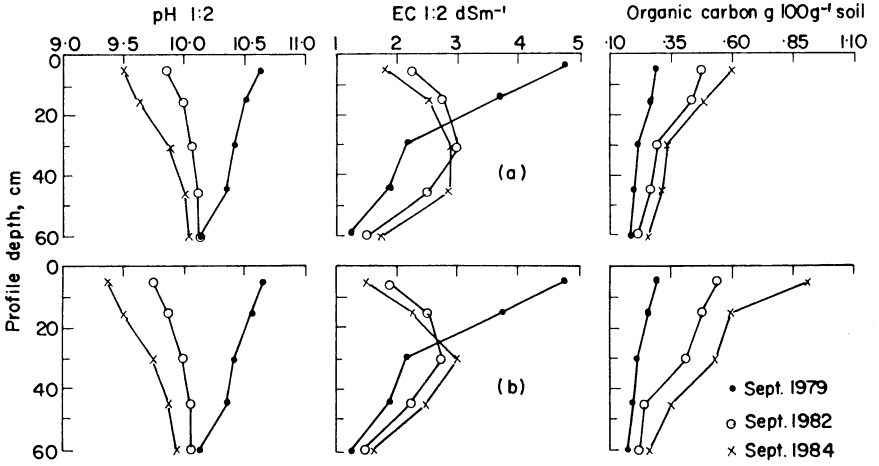 pH 1:2 EC 1:2 dSm⁻¹ Organic carbon g 100g⁻¹ soil
9·0 9·5 10·0 10·5 11·0 1 2 3 4 5 ·10 ·35 ·60 ·85 1·10
0
20
40
60
(a)
0
20
40
60
(b)
Profile depth, cm
Sept. 1979
Sept. 1982
Sept. 1984